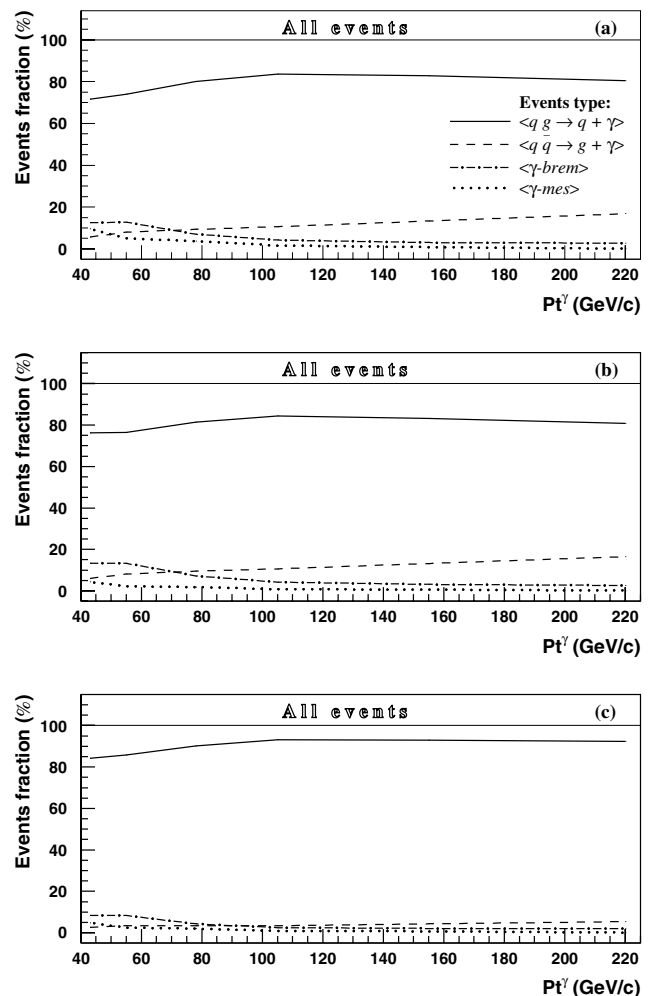 All events (a)
Events fraction (%)
100
80
60
40
20
0
Events type:
<q g → q + γ>
<q q̄ → g + γ>
<γ-brem>
<γ-mes>
40 60 80 100 120 140 160 180 200 220
Pt^γ (GeV/c)
All events (b)
Events fraction (%)
100
80
60
40
20
0
40 60 80 100 120 140 160 180 200 220
Pt^γ (GeV/c)
All events (c)
Events fraction (%)
100
80
60
40
20
0
40 60 80 100 120 140 160 180 200 220
Pt^γ (GeV/c)